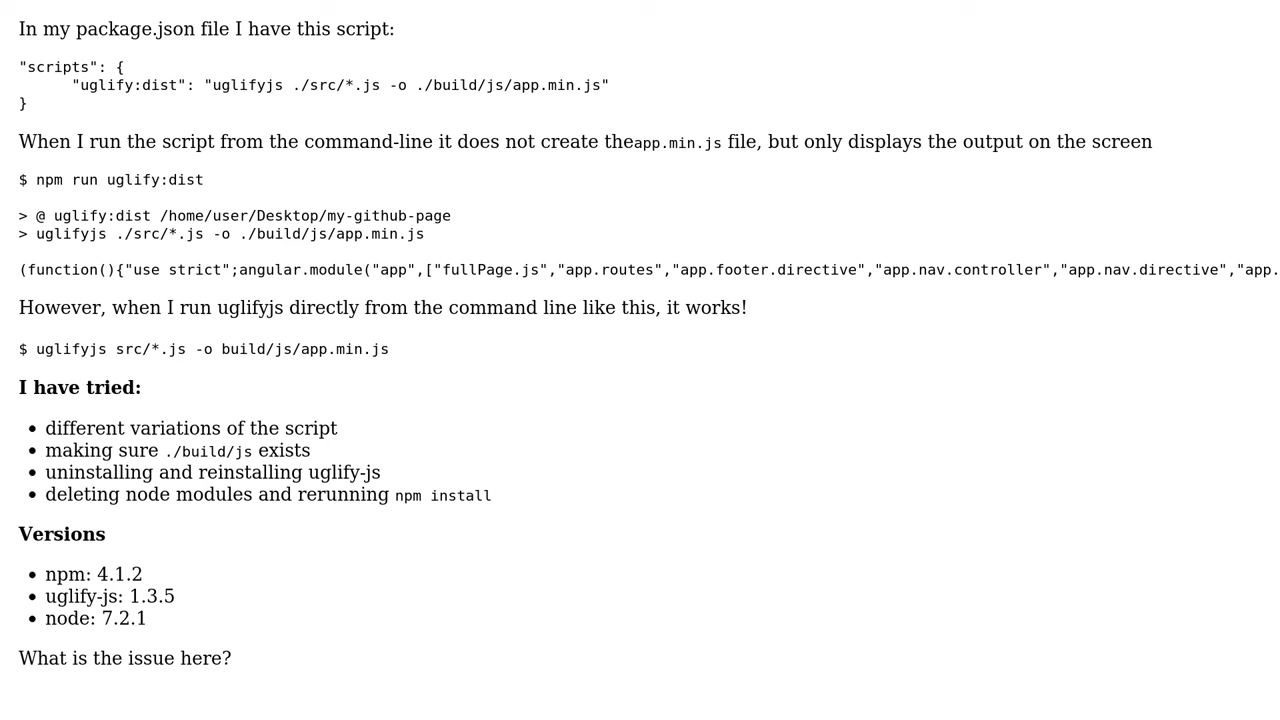 In my package.json file I have this script:
"scripts": {
"uglify:dist": "uglifyjs ./src/*.js -o ./build/js/app.min.js"
}
When I run the script from the command-line it does not create theapp.min.js file, but only displays the output on the screen
$ npm run uglify:dist
> @ uglify:dist /home/user/Desktop/my-github-page
> uglifyjs ./src/*.js -o ./build/js/app.min.js
(function(){"use strict";angular.module("app",["fullPage.js","app.routes","app.footer.directive","app.nav.controller","app.nav.directive","app.
However, when I run uglifyjs directly from the command line like this, it works!
$ uglifyjs src/*.js -o build/js/app.min.js
I have tried:
• different variations of the script
• making sure ./build/js exists
• uninstalling and reinstalling uglify-js
• deleting node modules and rerunning npm install
Versions
• npm: 4.1.2
• uglify-js: 1.3.5
• node: 7.2.1
What is the issue here?